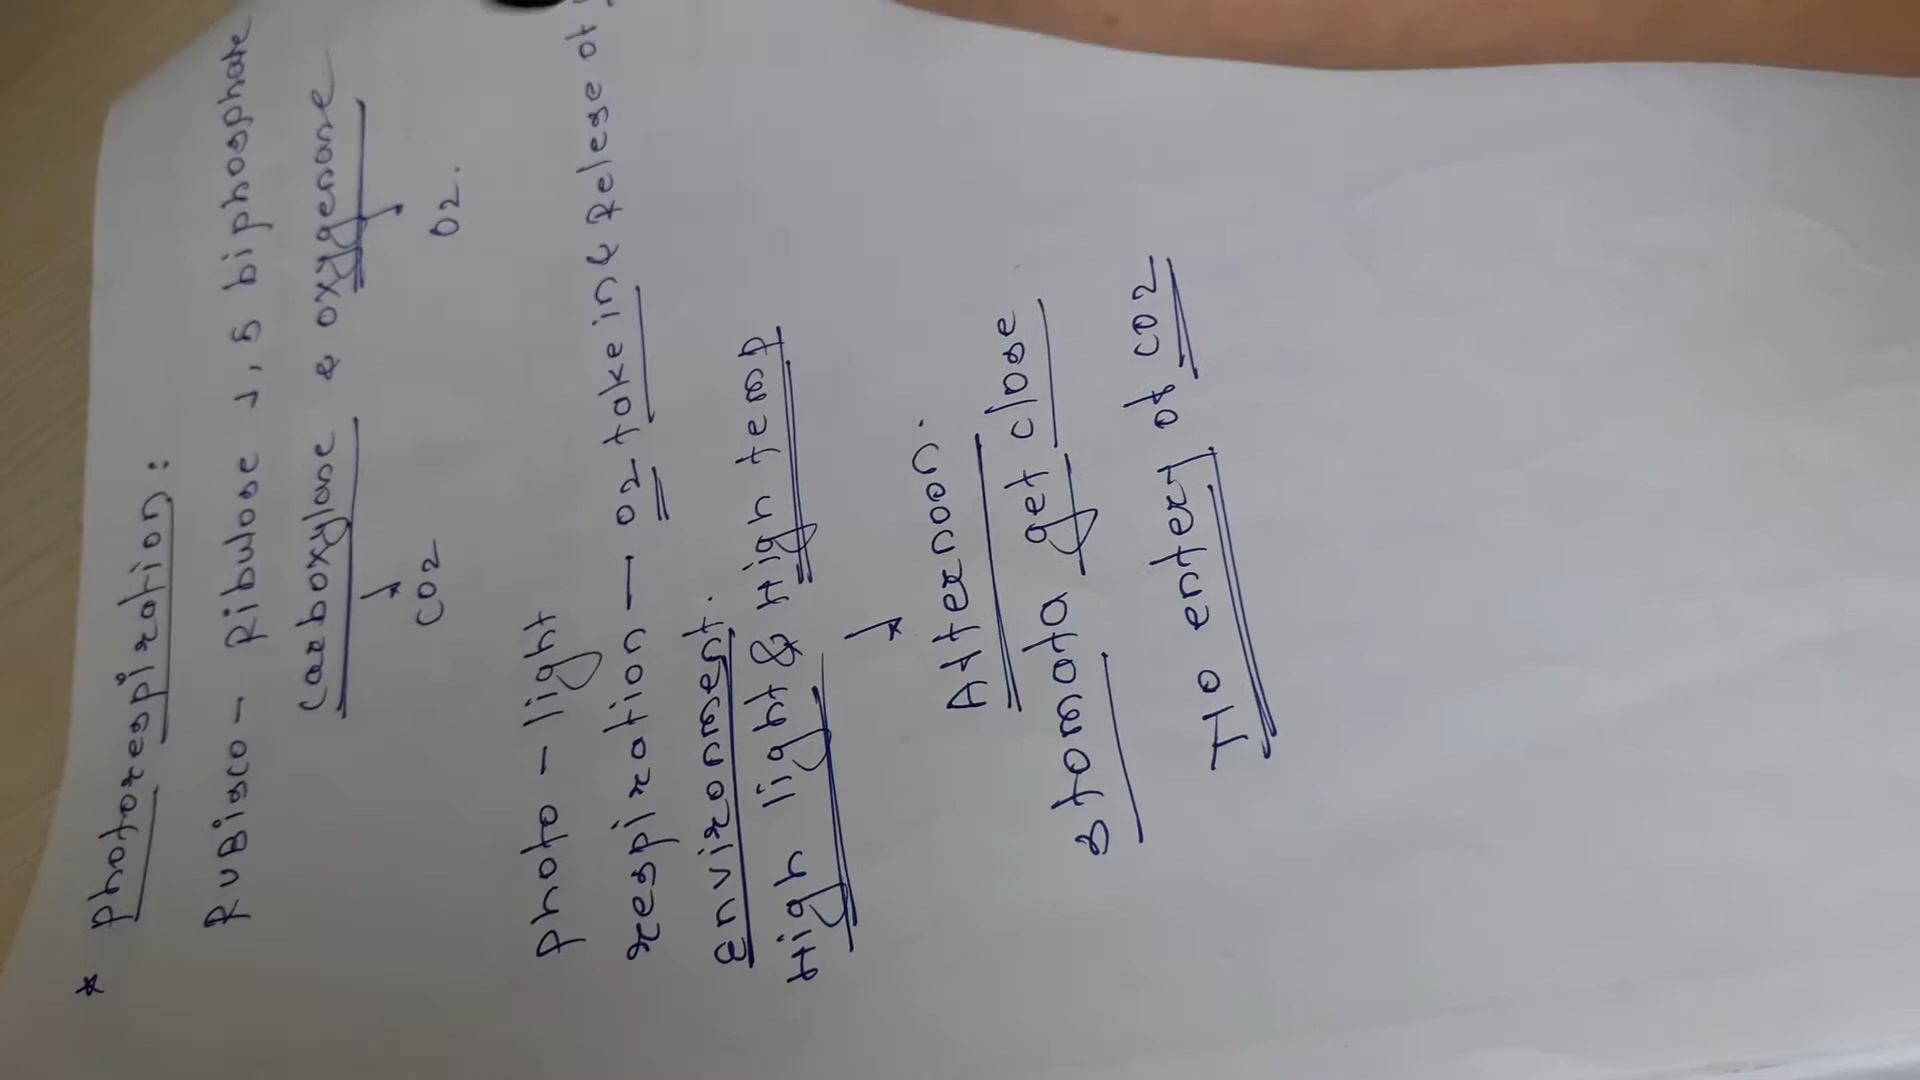 * Photorespiration:
RUBisco - Ribulose 1,5 biphosphate
carboxylase & oxygenase
CO2 O2.
Photo - light
respiration — O2 take in & Release of
Environment.
High light & High temp
Afternoon.
stomata get close
No entery of CO2